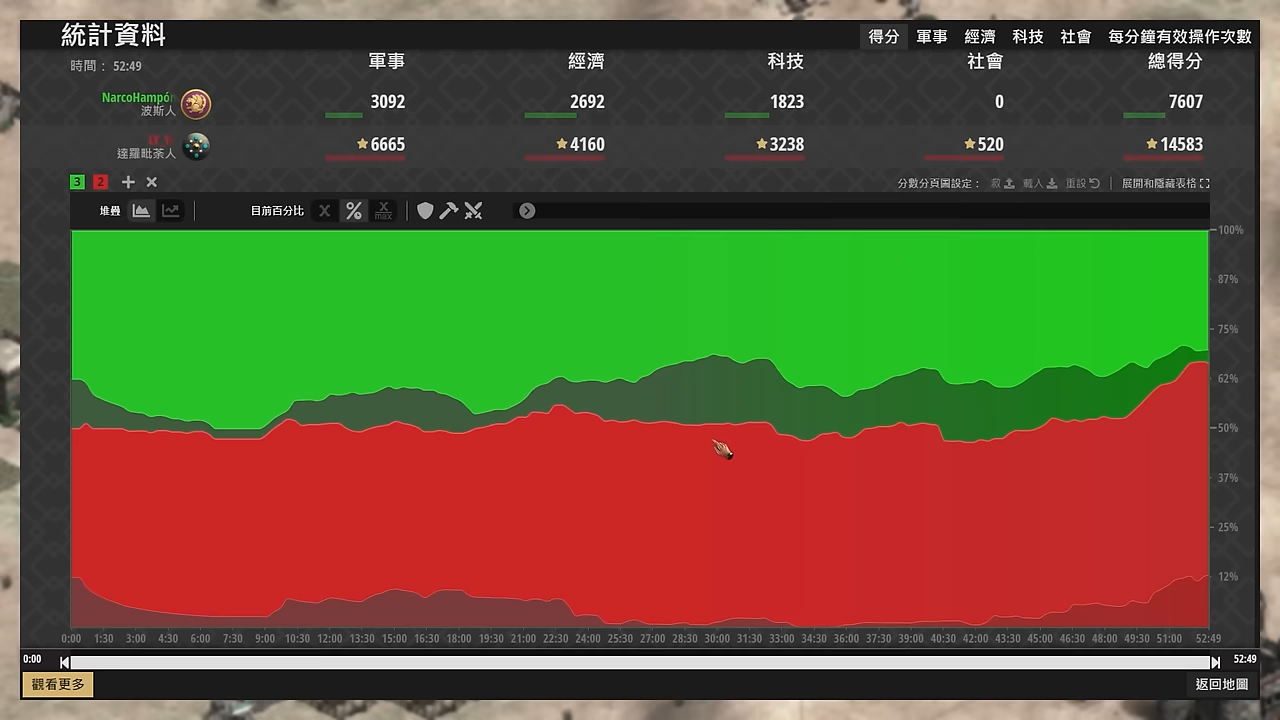 統計資料
得分 軍事 經濟 科技 社會 每分鐘有效操作次數
時間： 52:49 軍事 經濟 科技 社會 總得分
NarcoHampón 3092 2692 1823 0 7607
波斯人
6665 4160 3238 520 14583
達羅毗荼人
3 2 分數分頁圖設定： 載入 重設 展開和隱藏表格
堆疊 目前百分比 X % X max
100%
87%
75%
62%
50%
37%
25%
12%
0:00 1:30 3:00 4:30 6:00 7:30 9:00 10:30 12:00 13:30 15:00 16:30 18:00 19:30 21:00 22:30 24:00 25:30 27:00 28:30 30:00 31:30 33:00 34:30 36:00 37:30 39:00 40:30 42:00 43:30 45:00 46:30 48:00 49:30 51:00 52:49
0:00 52:49
觀看更多 返回地圖